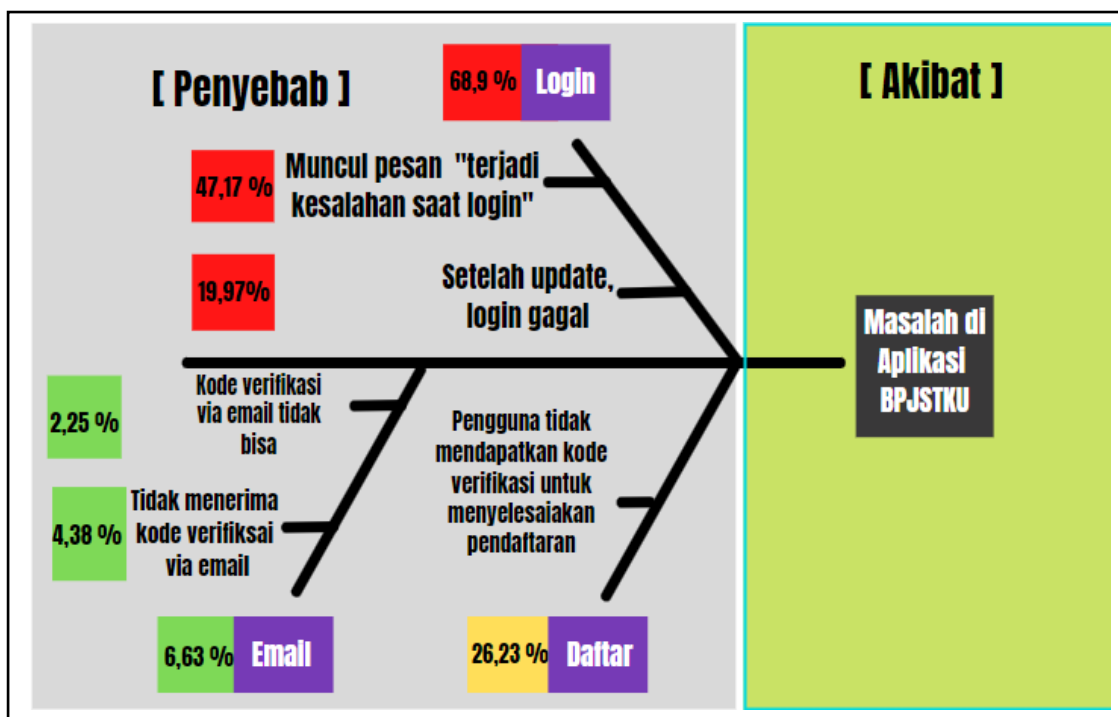 [ Penyebab ]
68,9 % Login
[ Akibat ]
47,17 %
Muncul pesan "terjadi
kesalahan saat login"
19,97%
Setelah update,
login gagal
Masalah di
Aplikasi
BPJSTKU
2,25 %
Kode verifikasi
via email tidak
bisa
Pengguna tidak
mendapatkan kode
verifikasi untuk
menyelesaiakan
pendaftaran
4,38 %
Tidak menerima
kode verifiksai
via email
6,63 % Email
26,23 % Daftar